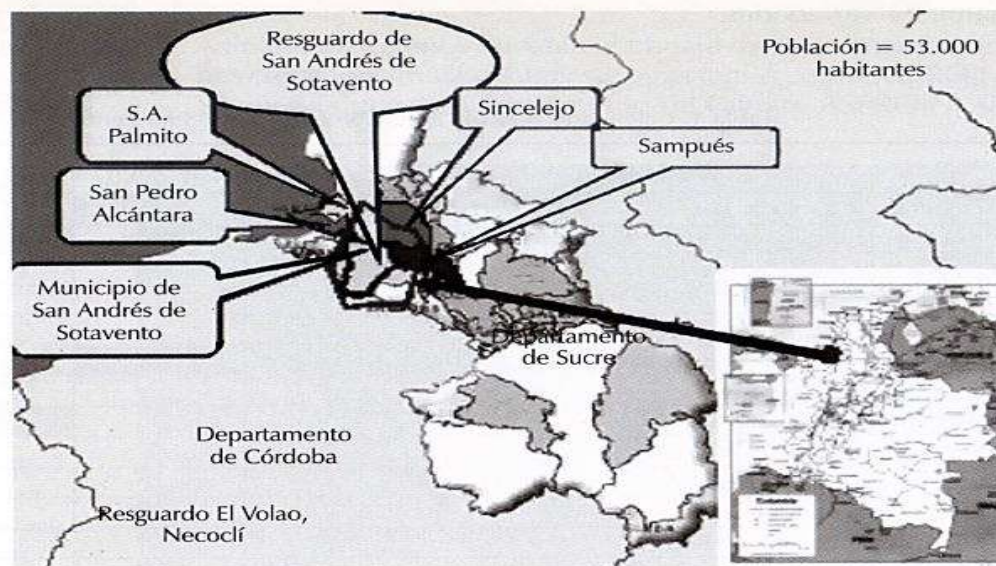 Resguardo de
San Andrés de
Sotavento
Población = 53.000
habitantes
S.A.
Palmito
Sincelejo
Sampués
San Pedro
Alcántara
Municipio de
San Andrés de
Sotavento
Departamento
de Sucre
Departamento
de Córdoba
Resguardo El Volao,
Necoclí